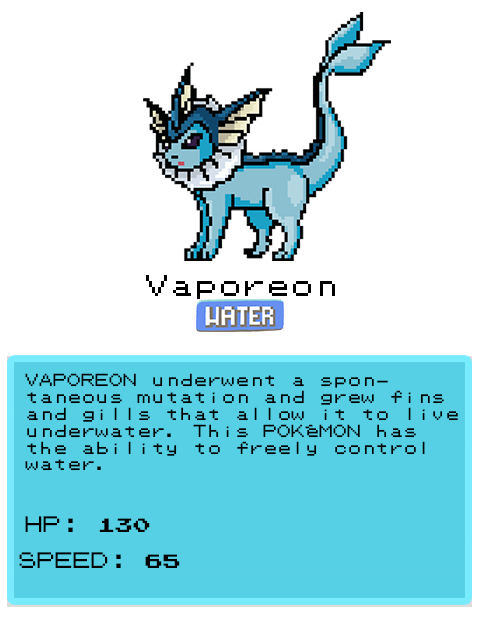 Vaporeon
WATER
VAPOREON underwent a spon-
taneous mutation and grew fins
and gills that allow it to live
underwater. This POKéMON has
the ability to freely control
water.
HP: 130
SPEED: 65